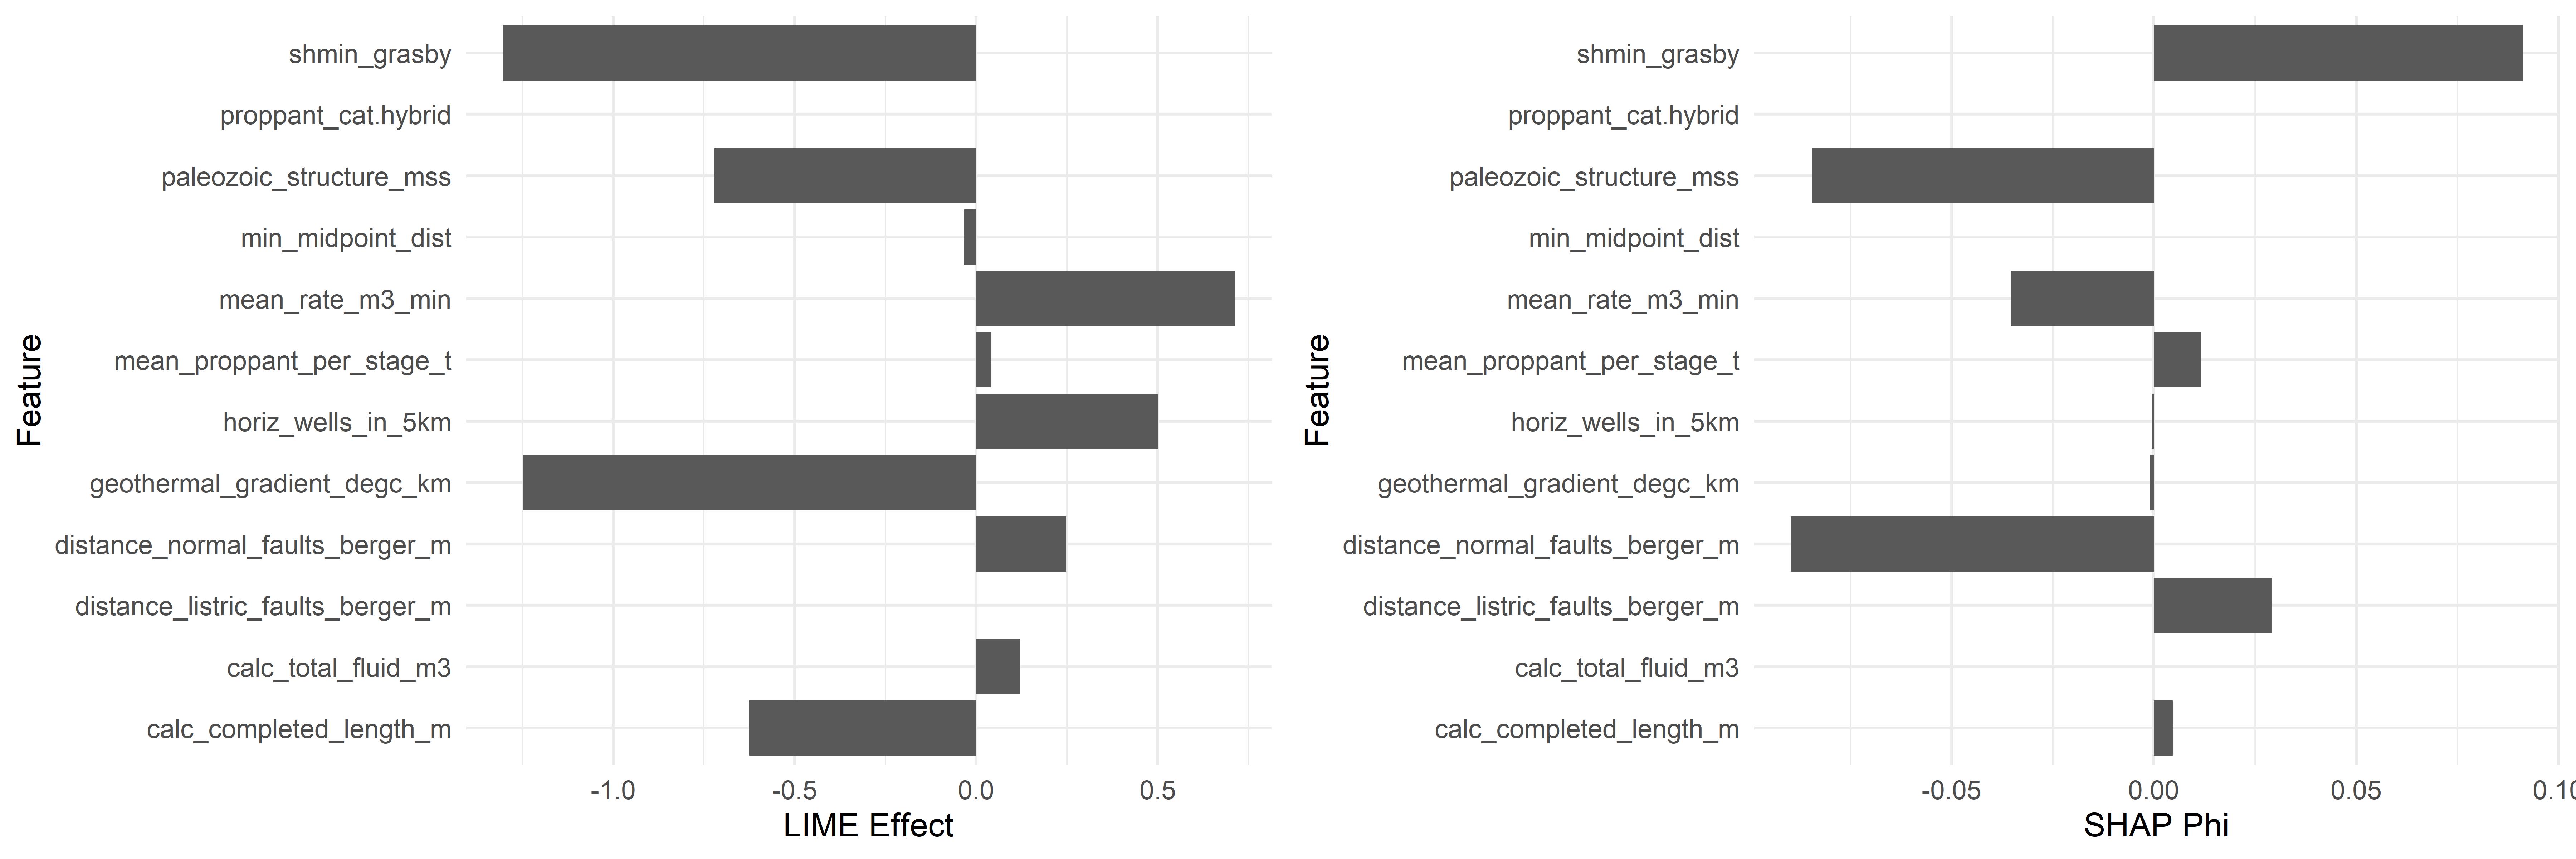 Feature
shmin_grasby
proppant_cat.hybrid
paleozoic_structure_mss
min_midpoint_dist
mean_rate_m3_min
mean_proppant_per_stage_t
horiz_wells_in_5km
geothermal_gradient_degc_km
distance_normal_faults_berger_m
distance_listric_faults_berger_m
calc_total_fluid_m3
calc_completed_length_m
-1.0 -0.5 0.0 0.5
LIME Effect
Feature
shmin_grasby
proppant_cat.hybrid
paleozoic_structure_mss
min_midpoint_dist
mean_rate_m3_min
mean_proppant_per_stage_t
horiz_wells_in_5km
geothermal_gradient_degc_km
distance_normal_faults_berger_m
distance_listric_faults_berger_m
calc_total_fluid_m3
calc_completed_length_m
-0.05 0.00 0.05 0.10
SHAP Phi